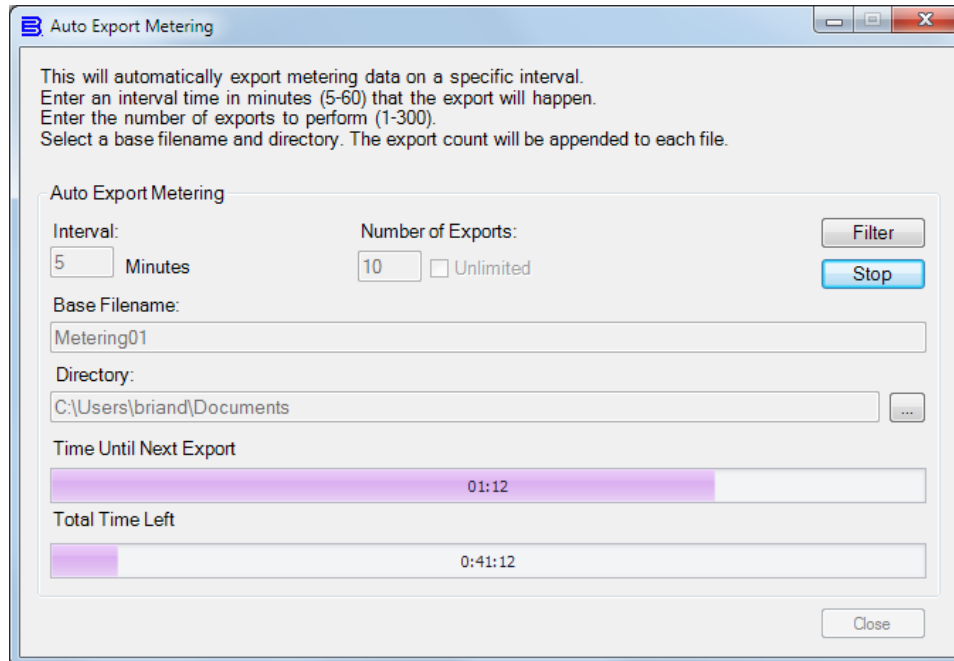 Auto Export Metering
This will automatically export metering data on a specific interval.
Enter an interval time in minutes (5-60) that the export will happen.
Enter the number of exports to perform (1-300).
Select a base filename and directory. The export count will be appended to each file.
Auto Export Metering
Interval:
Number of Exports:
Filter
5 Minutes
10 Unlimited
Stop
Base Filename:
Metering01
Directory:
C:\Users\briand\Documents
...
Time Until Next Export
01:12
Total Time Left
0:41:12
Close